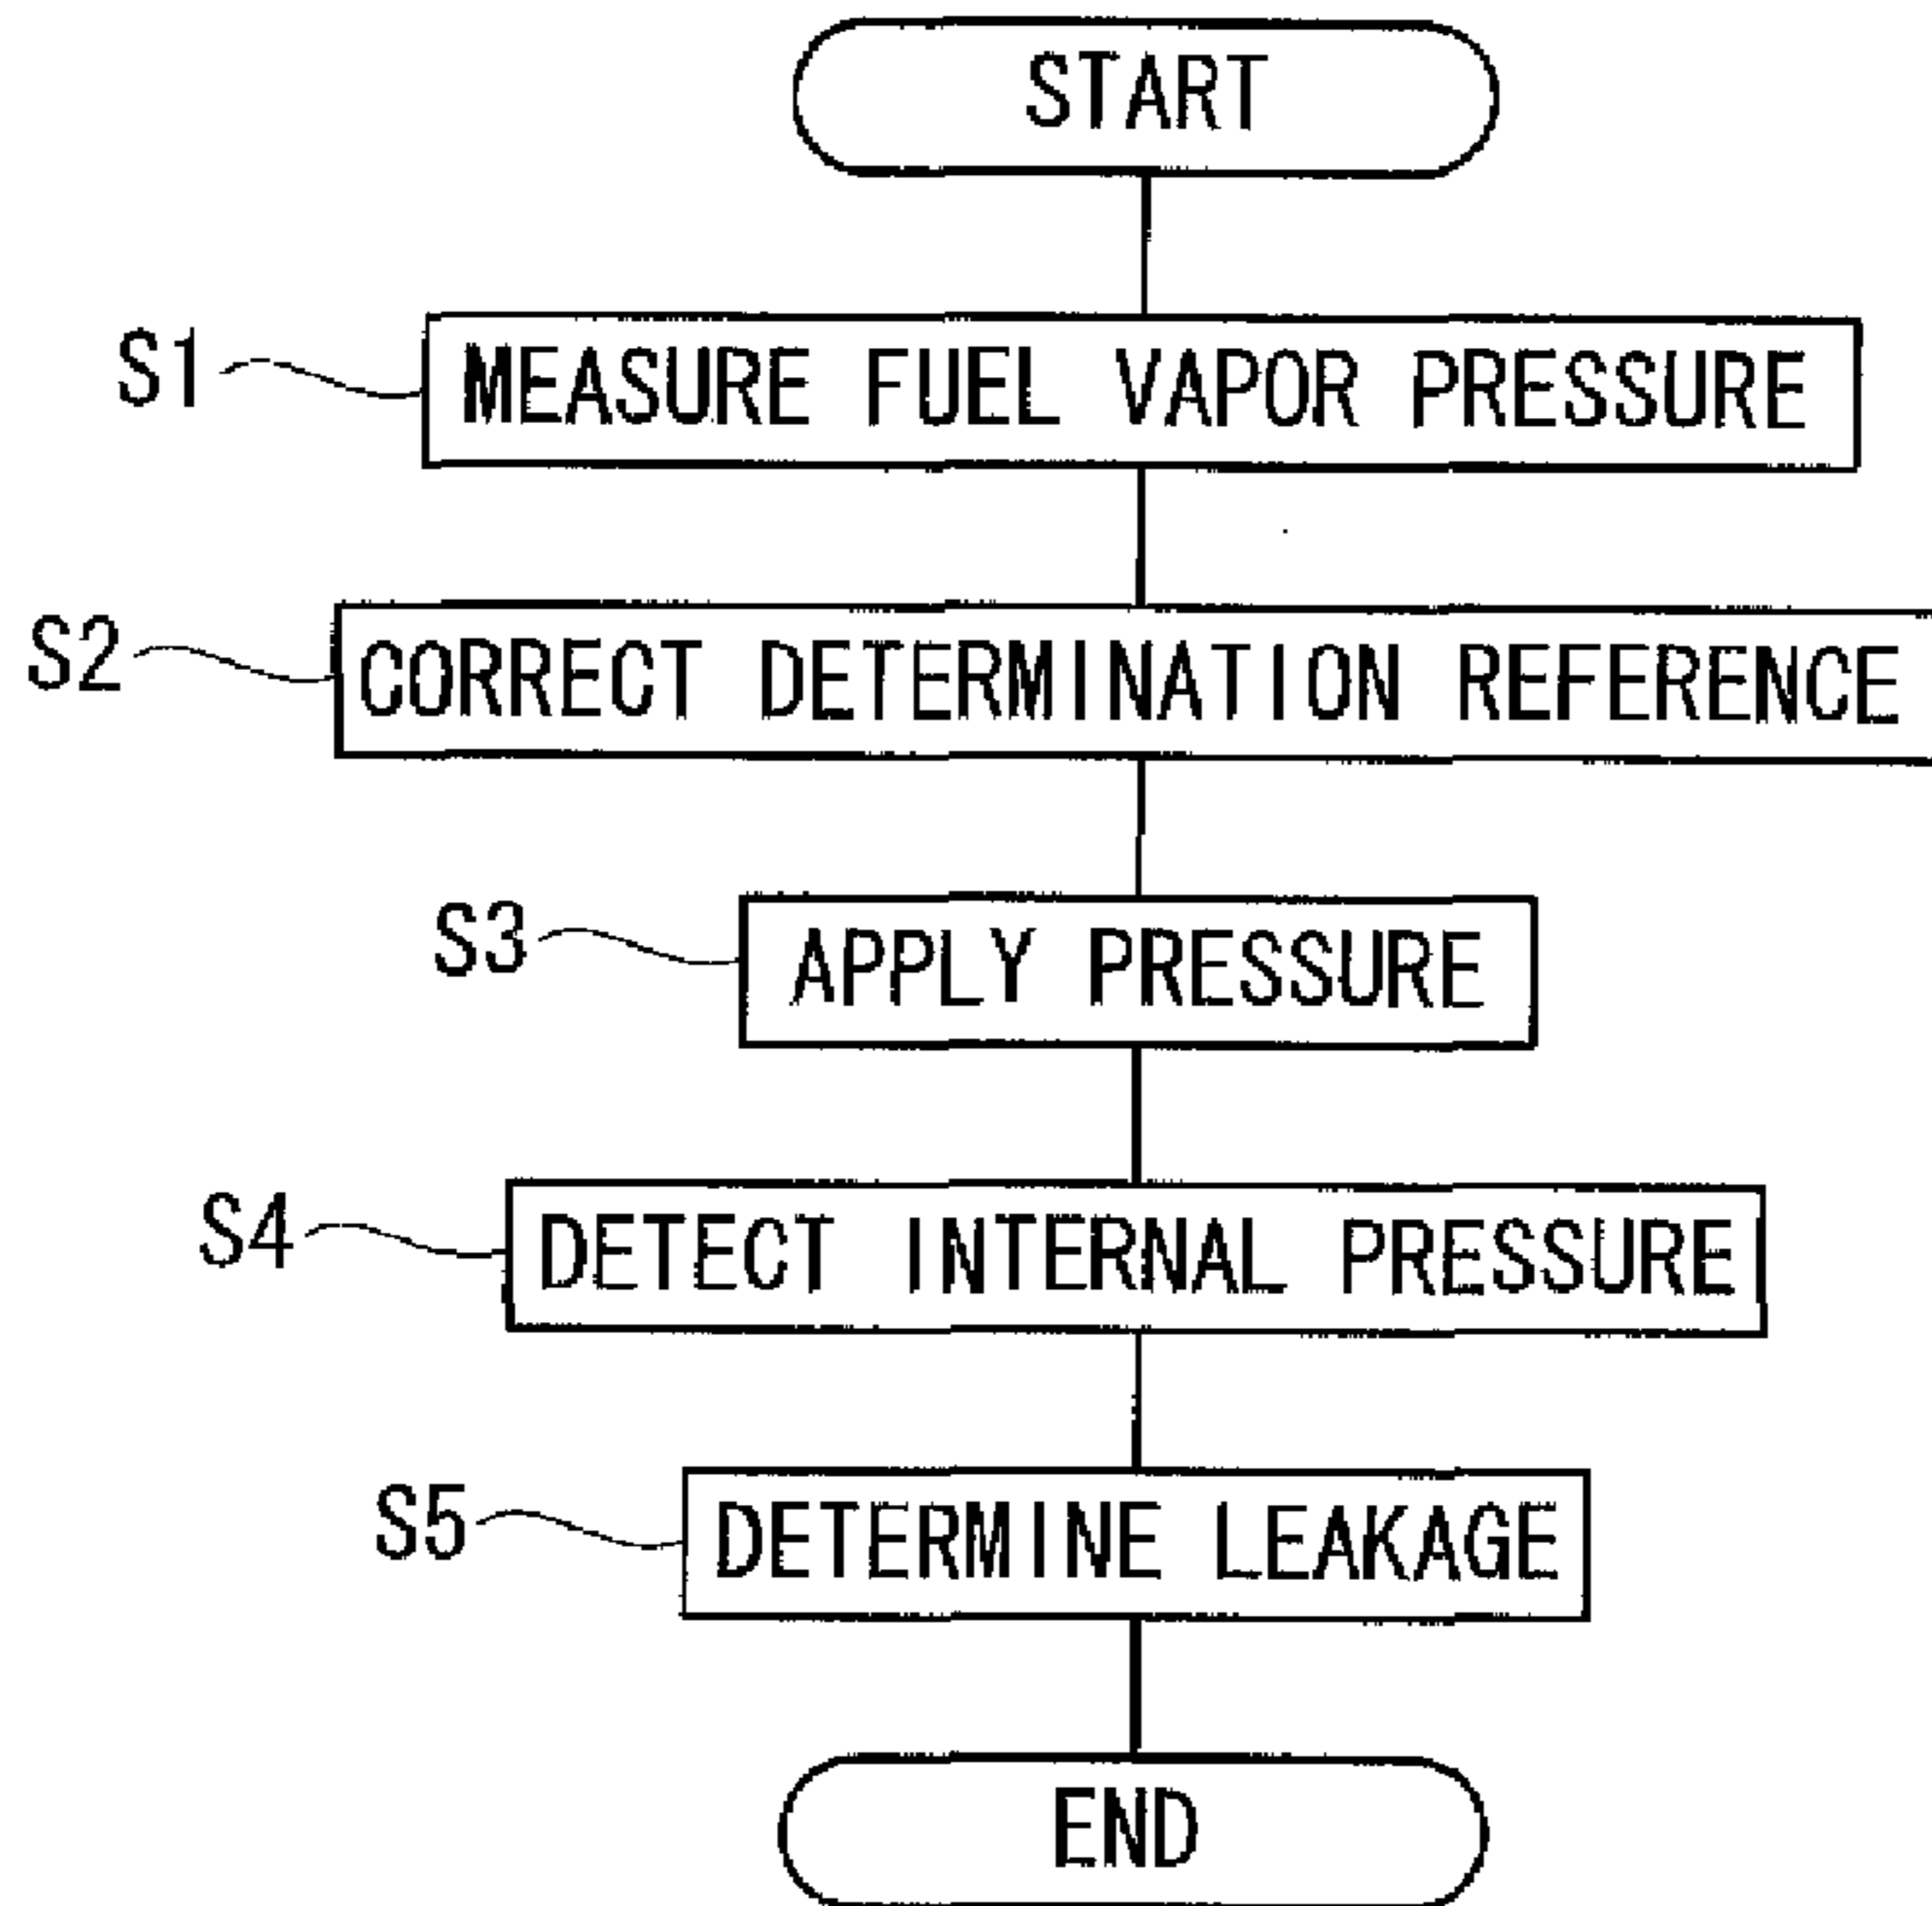 START
S1 MEASURE FUEL VAPOR PRESSURE
S2 CORRECT DETERMINATION REFERENCE
S3 APPLY PRESSURE
S4 DETECT INTERNAL PRESSURE
S5 DETERMINE LEAKAGE
END